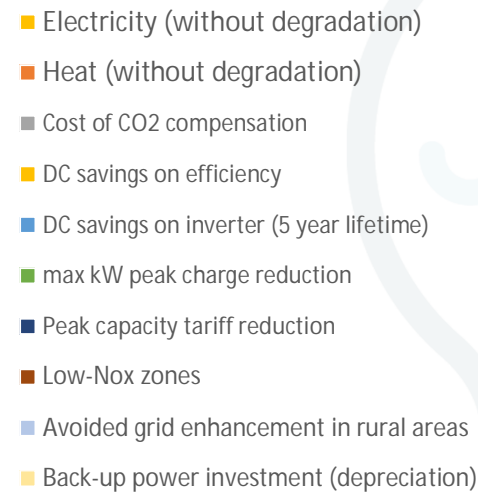 Electricity (without degradation)
Heat (without degradation)
Cost of CO2 compensation
DC savings on efficiency
DC savings on inverter (5 year lifetime)
max kW peak charge reduction
Peak capacity tariff reduction
Low-Nox zones
Avoided grid enhancement in rural areas
Back-up power investment (depreciation)